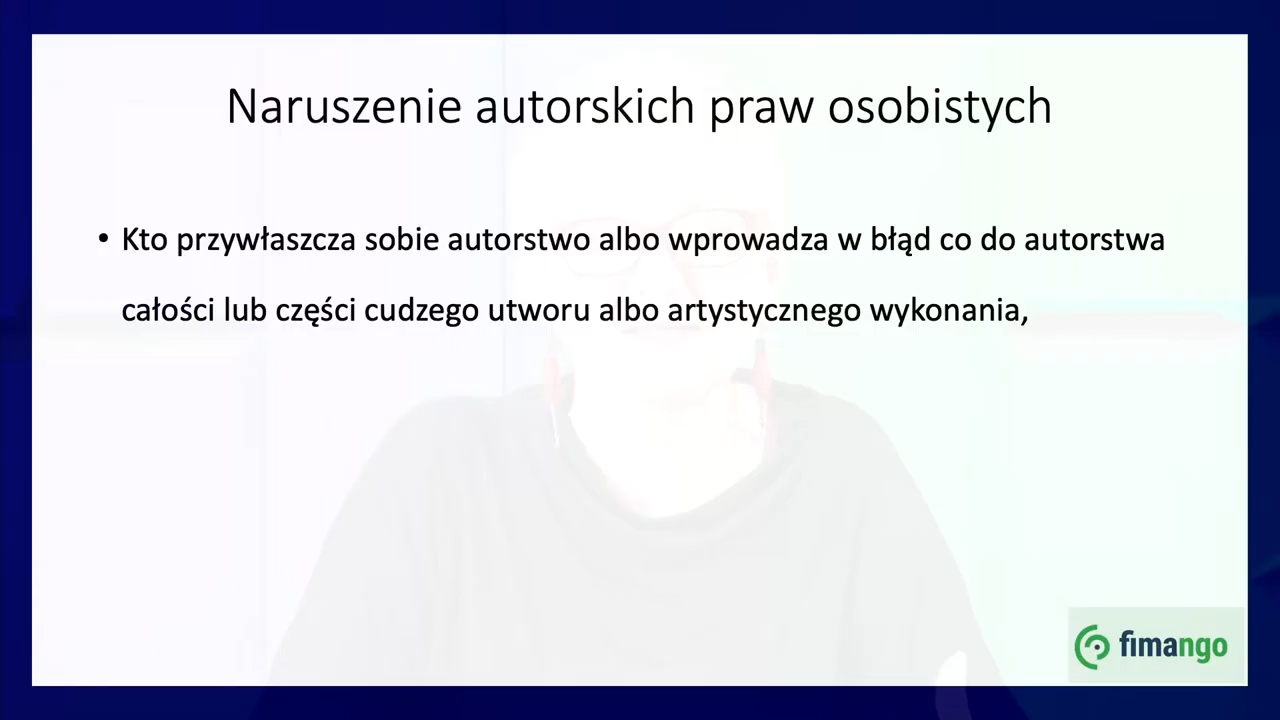 Naruszenie autorskich praw osobistych
• Kto przywłaszcza sobie autorstwo albo wprowadza w błąd co do autorstwa
całości lub części cudzego utworu albo artystycznego wykonania,
fimango